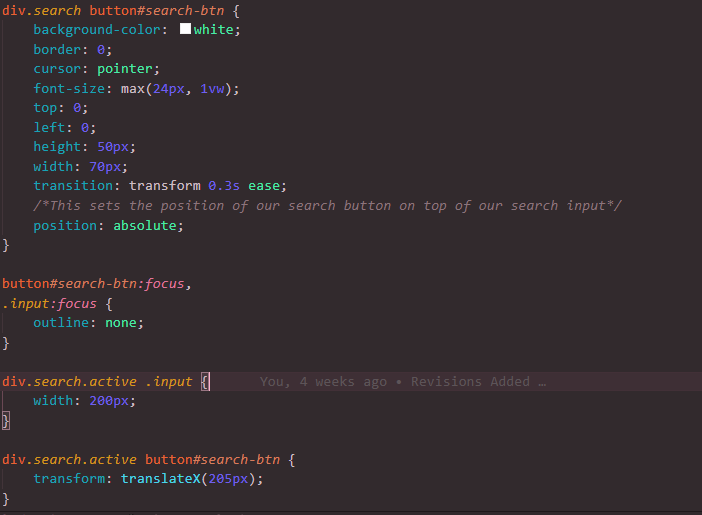 div.search button#search-btn {
background-color: white;
border: 0;
cursor: pointer;
font-size: max(24px, 1vw);
top: 0;
left: 0;
height: 50px;
width: 70px;
transition: transform 0.3s ease;
/*This sets the position of our search button on top of our search input*/
position: absolute;
}
button#search-btn:focus,
.input:focus {
outline: none;
}
div.search.active .input { You, 4 weeks ago • Revisions Added …
width: 200px;
}
div.search.active button#search-btn {
transform: translateX(205px);
}